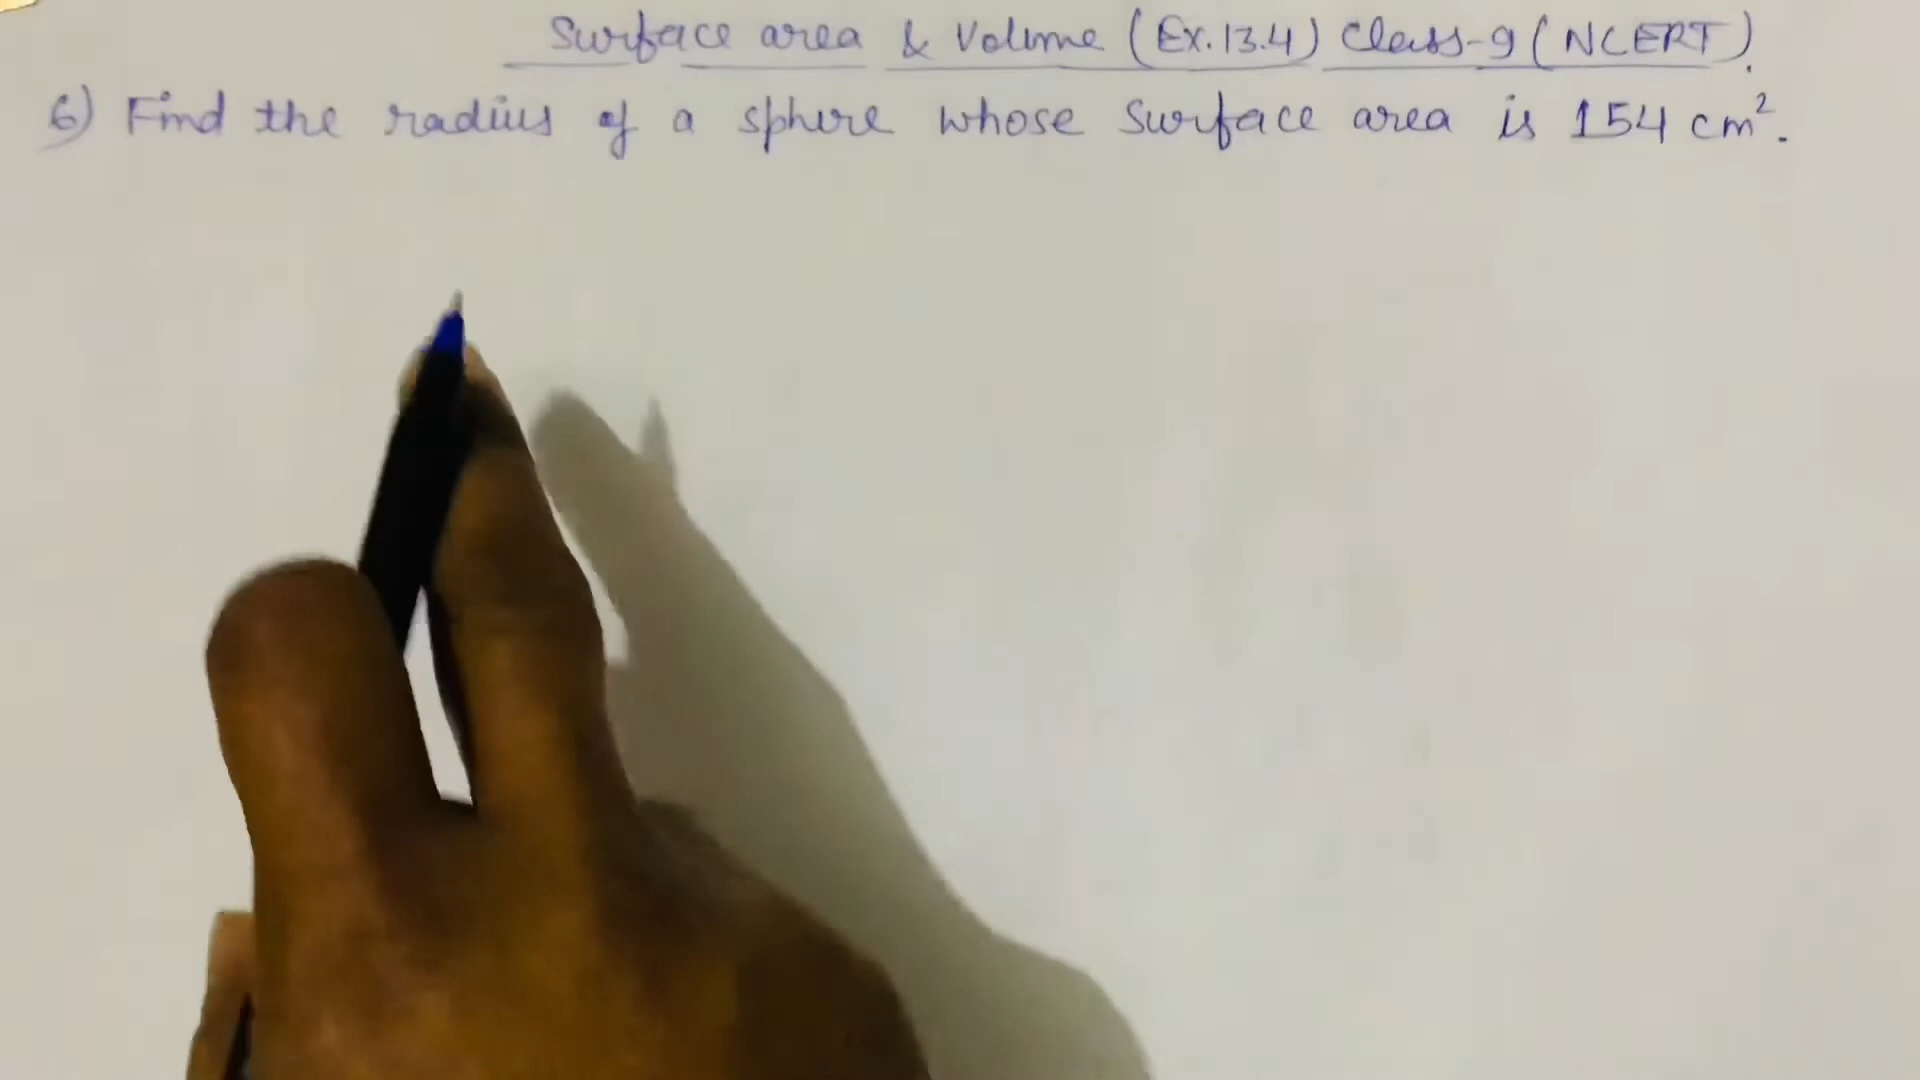 Surface area & Volume (Ex.13.4) Class-9 (NCERT).
6) Find the radius of a sphere whose surface area is 154 cm².